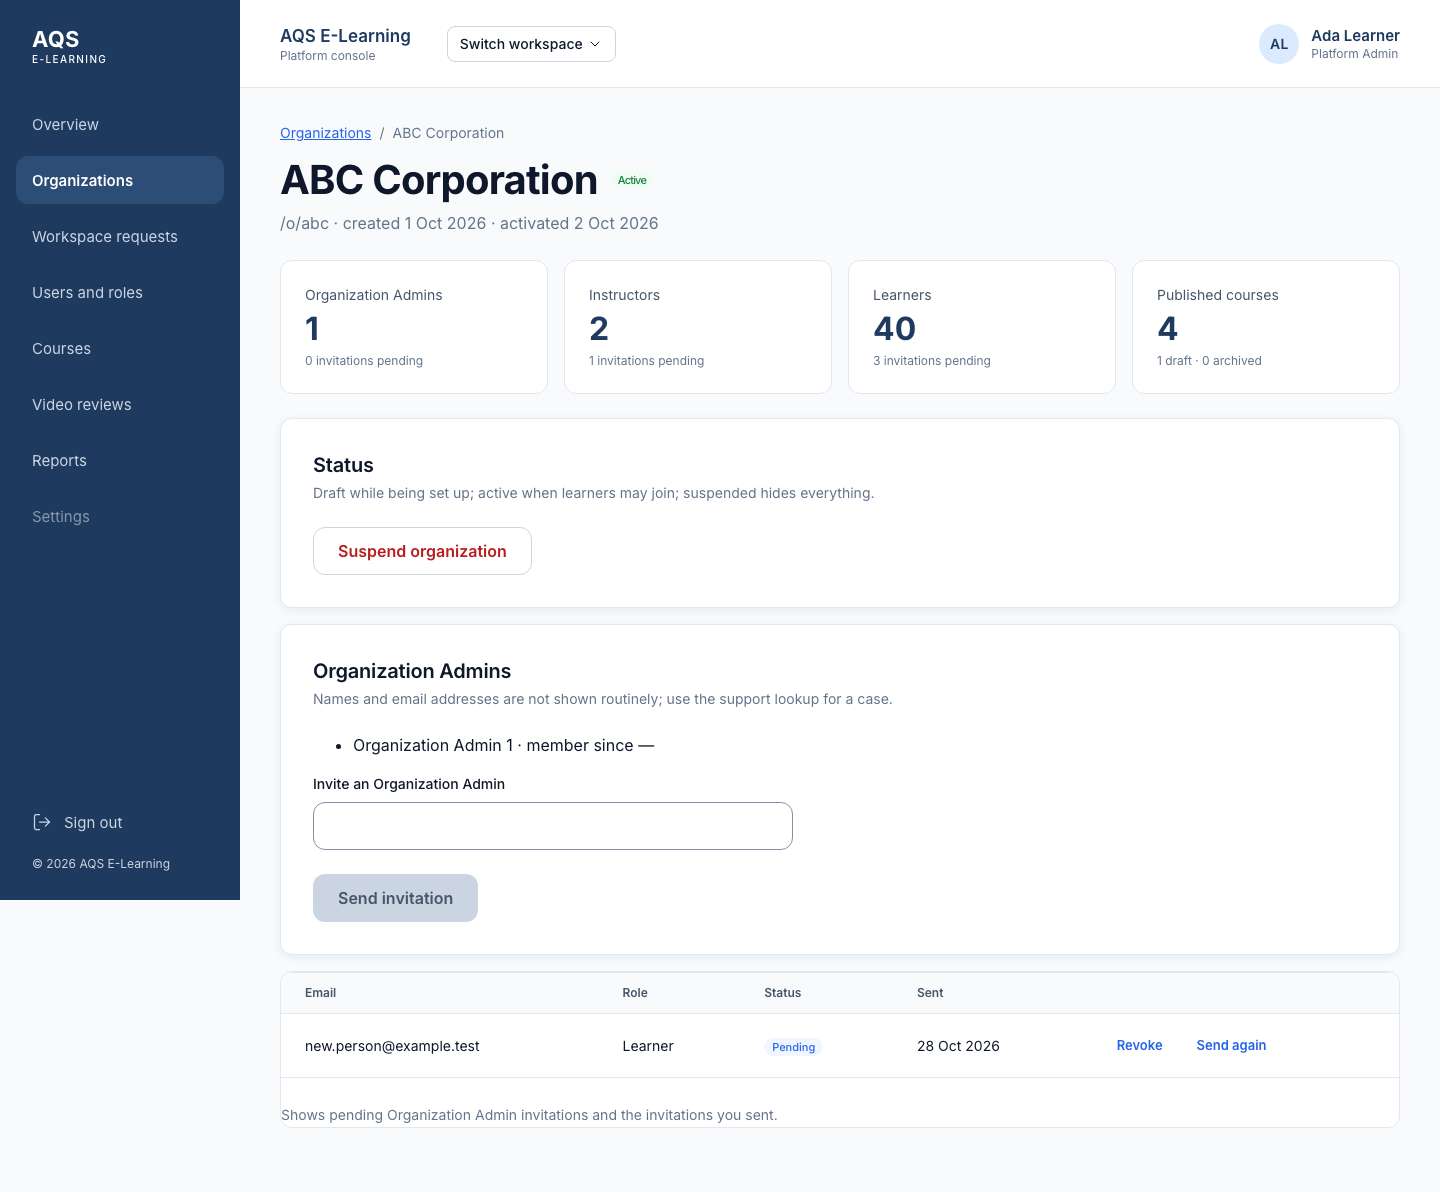 AQS
E-LEARNING
Overview
Organizations
Workspace requests
Users and roles
Courses
Video reviews
Reports
Settings
Sign out
© 2026 AQS E-Learning
AQS E-Learning
Platform console
Switch workspace
AL
Ada Learner
Platform Admin
Organizations / ABC Corporation
ABC Corporation Active
/o/abc · created 1 Oct 2026 · activated 2 Oct 2026
Organization Admins
1
0 invitations pending
Instructors
2
1 invitations pending
Learners
40
3 invitations pending
Published courses
4
1 draft · 0 archived
Status
Draft while being set up; active when learners may join; suspended hides everything.
Suspend organization
Organization Admins
Names and email addresses are not shown routinely; use the support lookup for a case.
• Organization Admin 1 · member since —
Invite an Organization Admin
Send invitation
Email Role Status Sent
new.person@example.test Learner Pending 28 Oct 2026 Revoke Send again
Shows pending Organization Admin invitations and the invitations you sent.